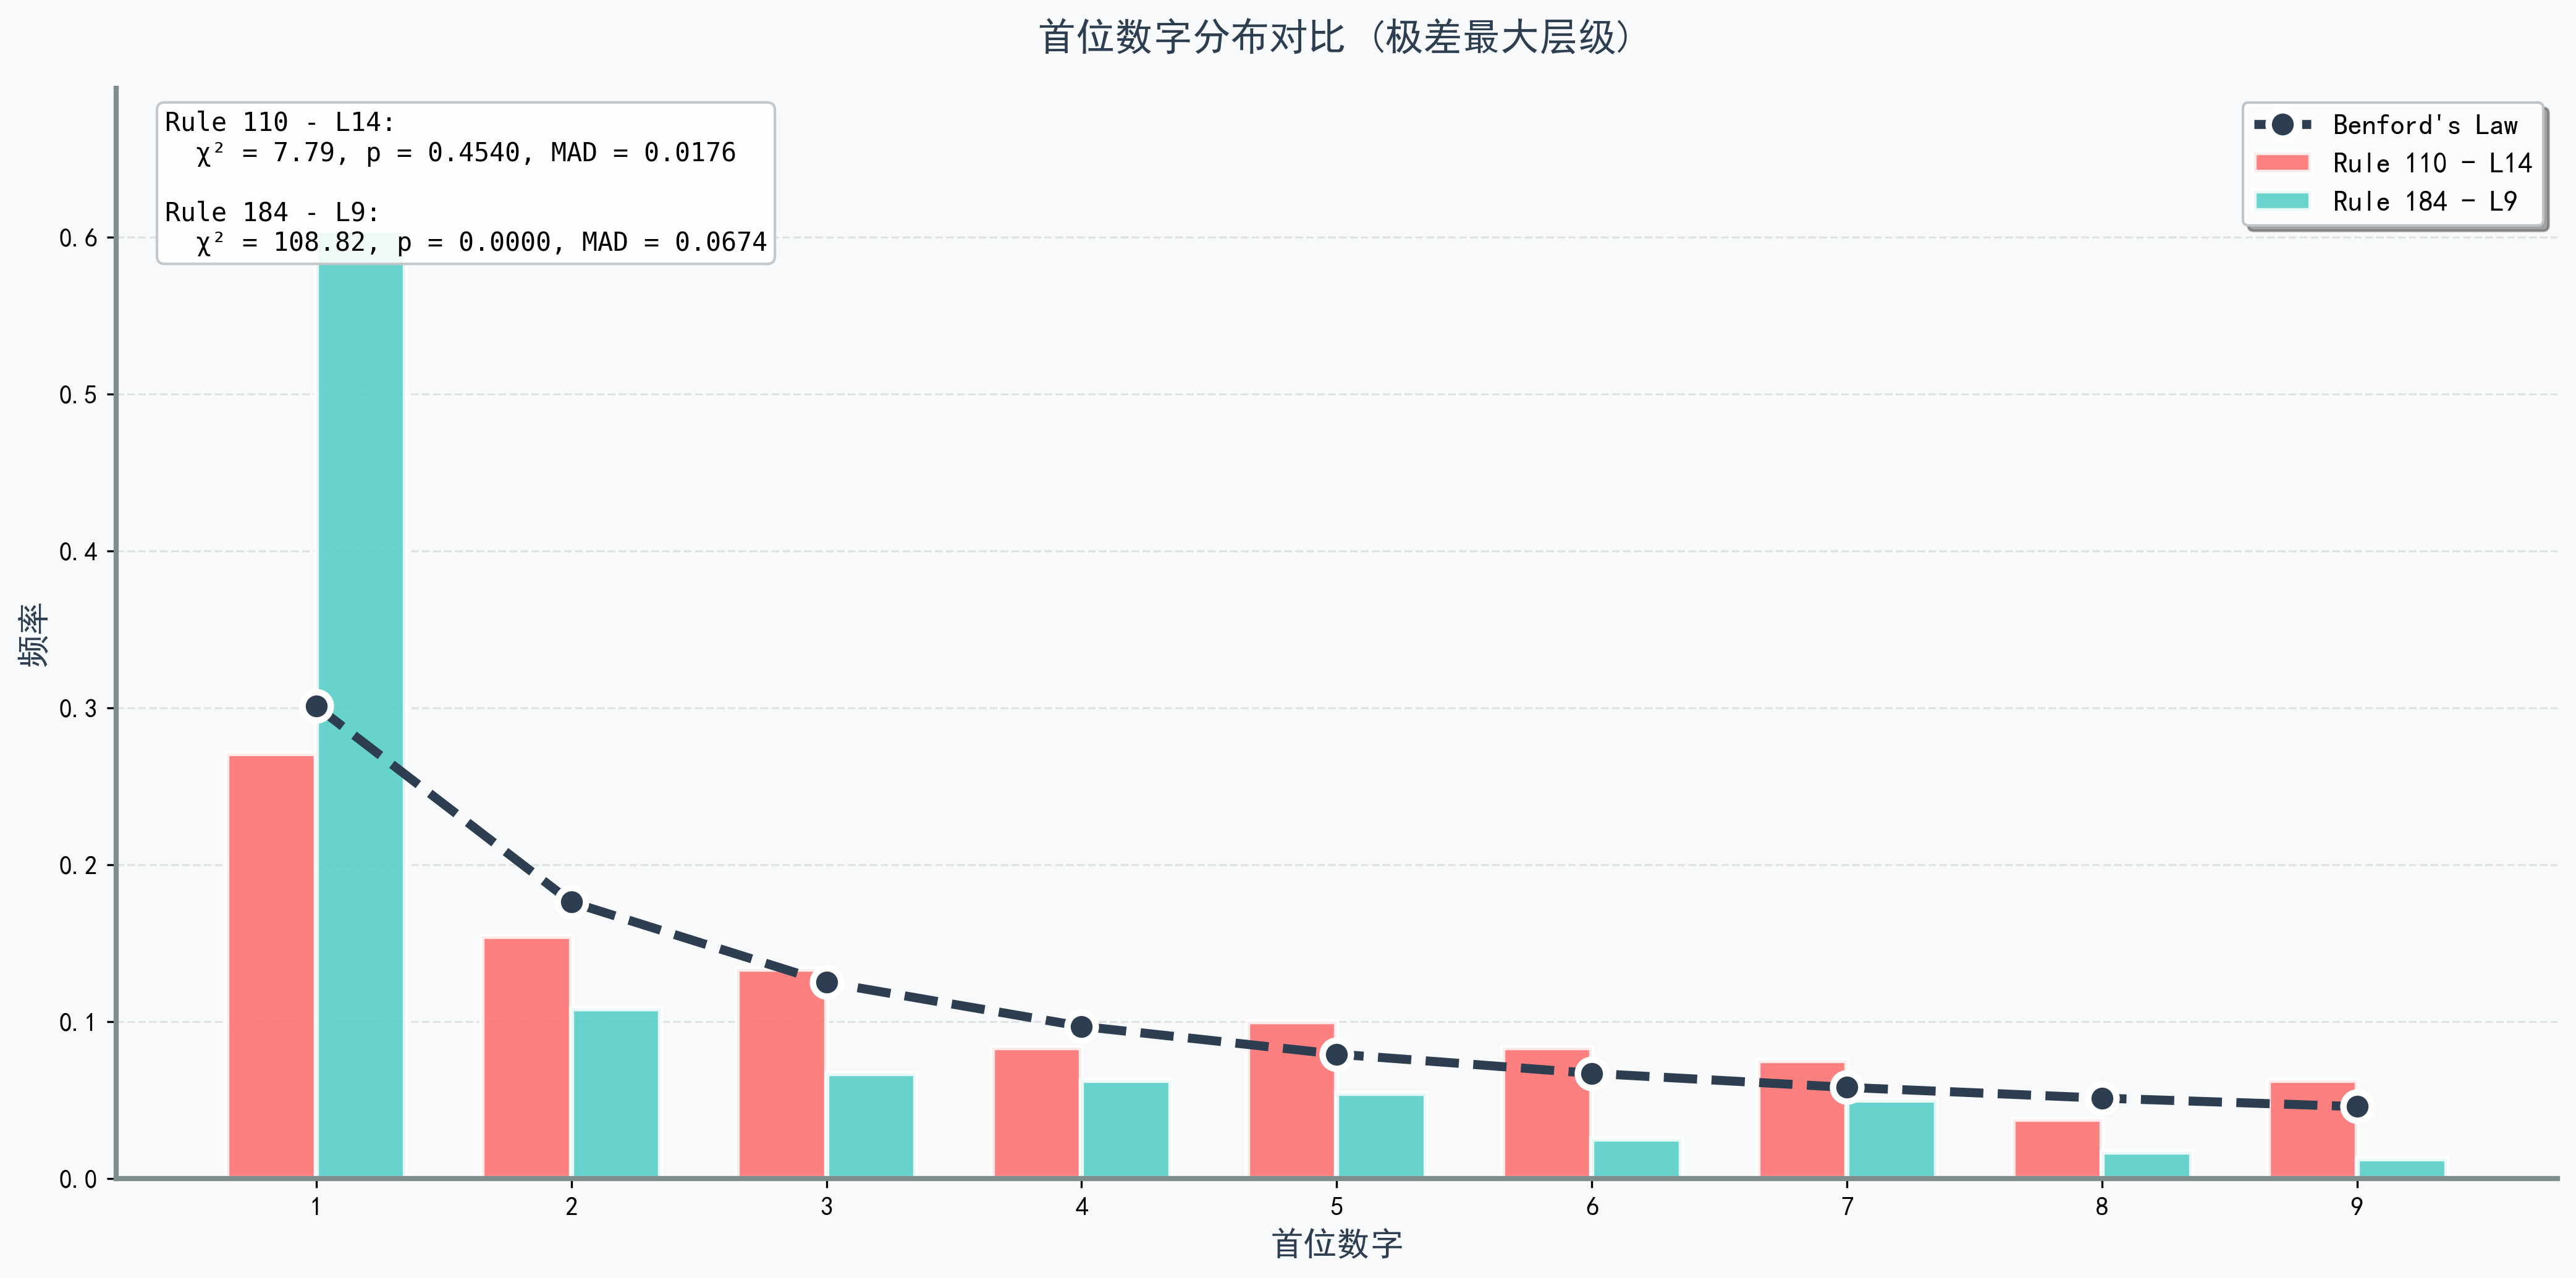 首位数字分布对比 (极差最大层级)
Rule 110 - L14:
χ² = 7.79, p = 0.4540, MAD = 0.0176
Rule 184 - L9:
χ² = 108.82, p = 0.0000, MAD = 0.0674
Benford's Law
Rule 110 - L14
Rule 184 - L9
频率
0.6
0.5
0.4
0.3
0.2
0.1
0.0
1 2 3 4 5 6 7 8 9
首位数字